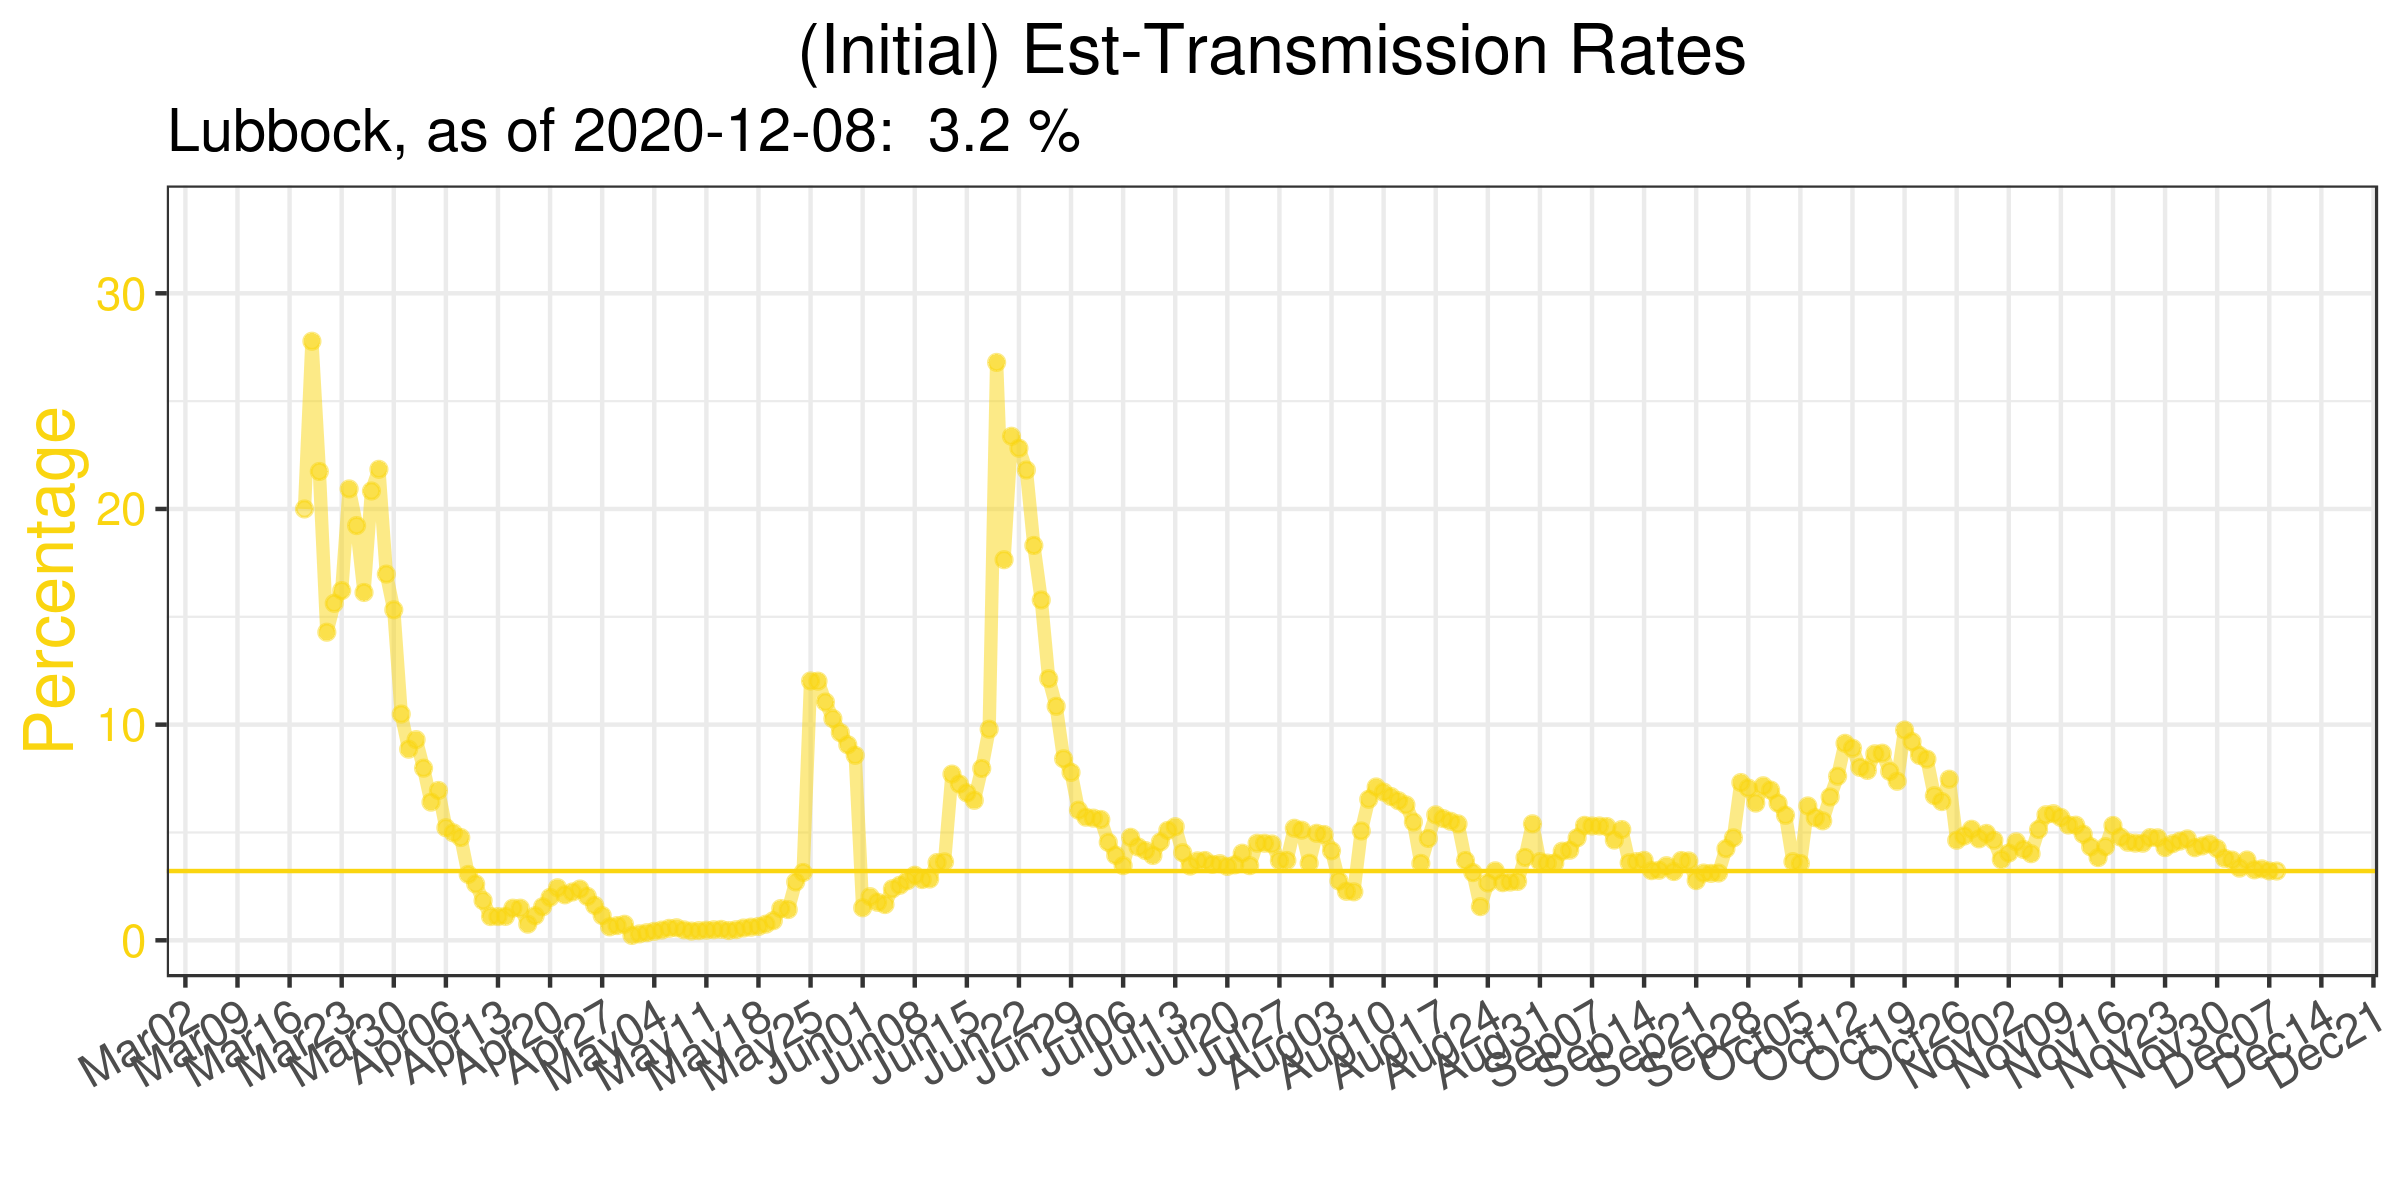 (Initial) Est-Transmission Rates
Lubbock, as of 2020-12-08:  3.2 %
Percentage
30
20
10
0
Mar02
Mar09
Mar16
Mar23
Mar30
Apr06
Apr13
Apr20
Apr27
May04
May11
May18
May25
Jun01
Jun08
Jun15
Jun22
Jun29
Jul06
Jul13
Jul20
Jul27
Aug03
Aug10
Aug17
Aug24
Aug31
Sep07
Sep14
Sep21
Sep28
Oct05
Oct12
Oct19
Oct26
Nov02
Nov09
Nov16
Nov23
Nov30
Dec07
Dec14
Dec21